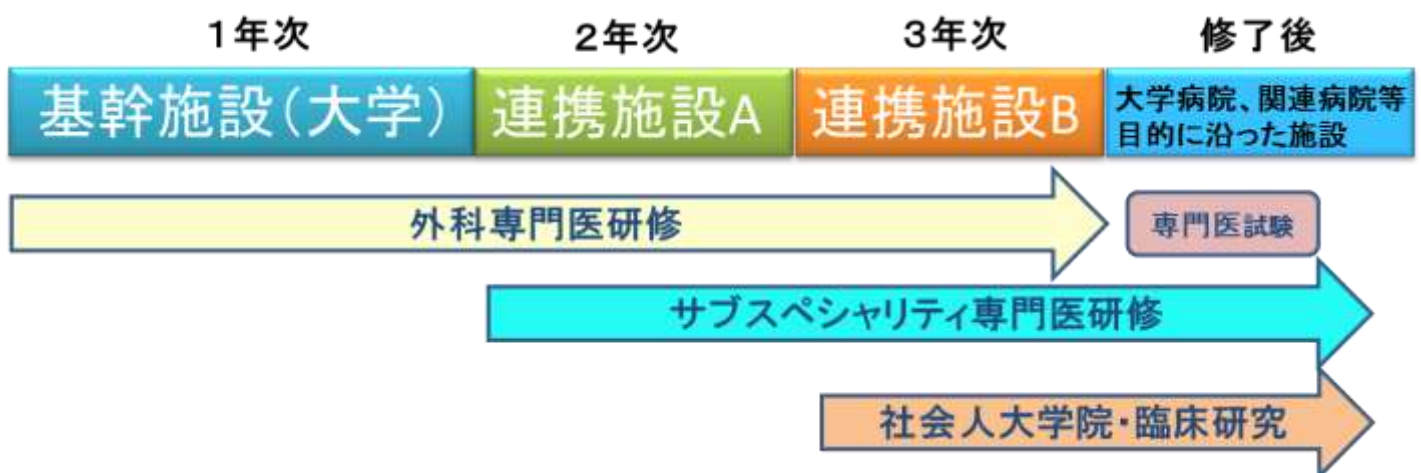 1年次
2年次
3年次
修了後
基幹施設(大学)
連携施設A
連携施設B
大学病院、関連病院等
目的に沿った施設
外科専門医研修
専門医試験
サブスペシャリティ専門医研修
社会人大学院・臨床研究